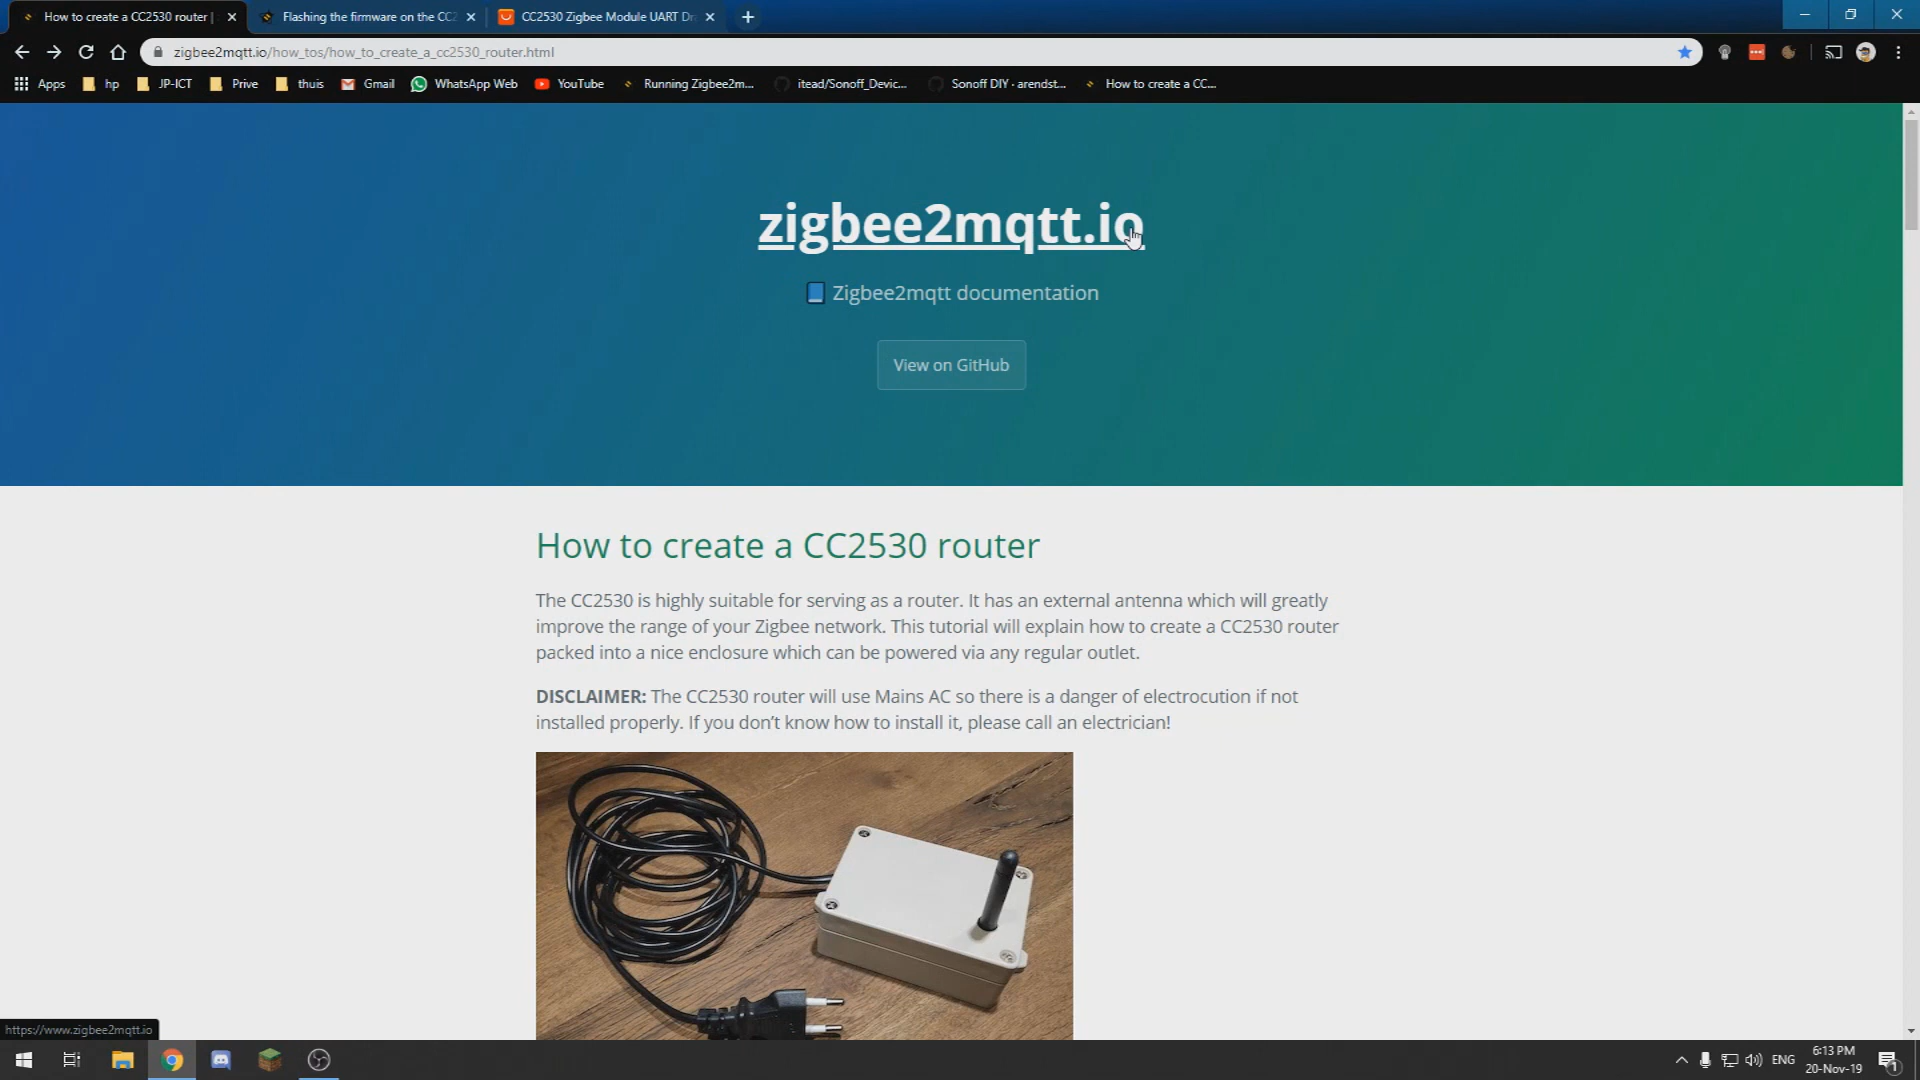 How to create a CC2530 router |
Flashing the firmware on the CC2
CC2530 Zigbee Module UART Dr
zigbee2mqtt.io/how_tos/how_to_create_a_cc2530_router.html
Apps
hp
JP-ICT
Prive
thuis
Gmail
WhatsApp Web
YouTube
Running Zigbee2m...
itead/Sonoff_Devic...
Sonoff DIY · arendst...
How to create a CC...
zigbee2mqtt.io
Zigbee2mqtt documentation
View on GitHub
How to create a CC2530 router
The CC2530 is highly suitable for serving as a router. It has an external antenna which will greatly
improve the range of your Zigbee network. This tutorial will explain how to create a CC2530 router
packed into a nice enclosure which can be powered via any regular outlet.
DISCLAIMER: The CC2530 router will use Mains AC so there is a danger of electrocution if not
installed properly. If you don’t know how to install it, please call an electrician!
https://www.zigbee2mqtt.io
ENG
6:13 PM
20-Nov-19
1